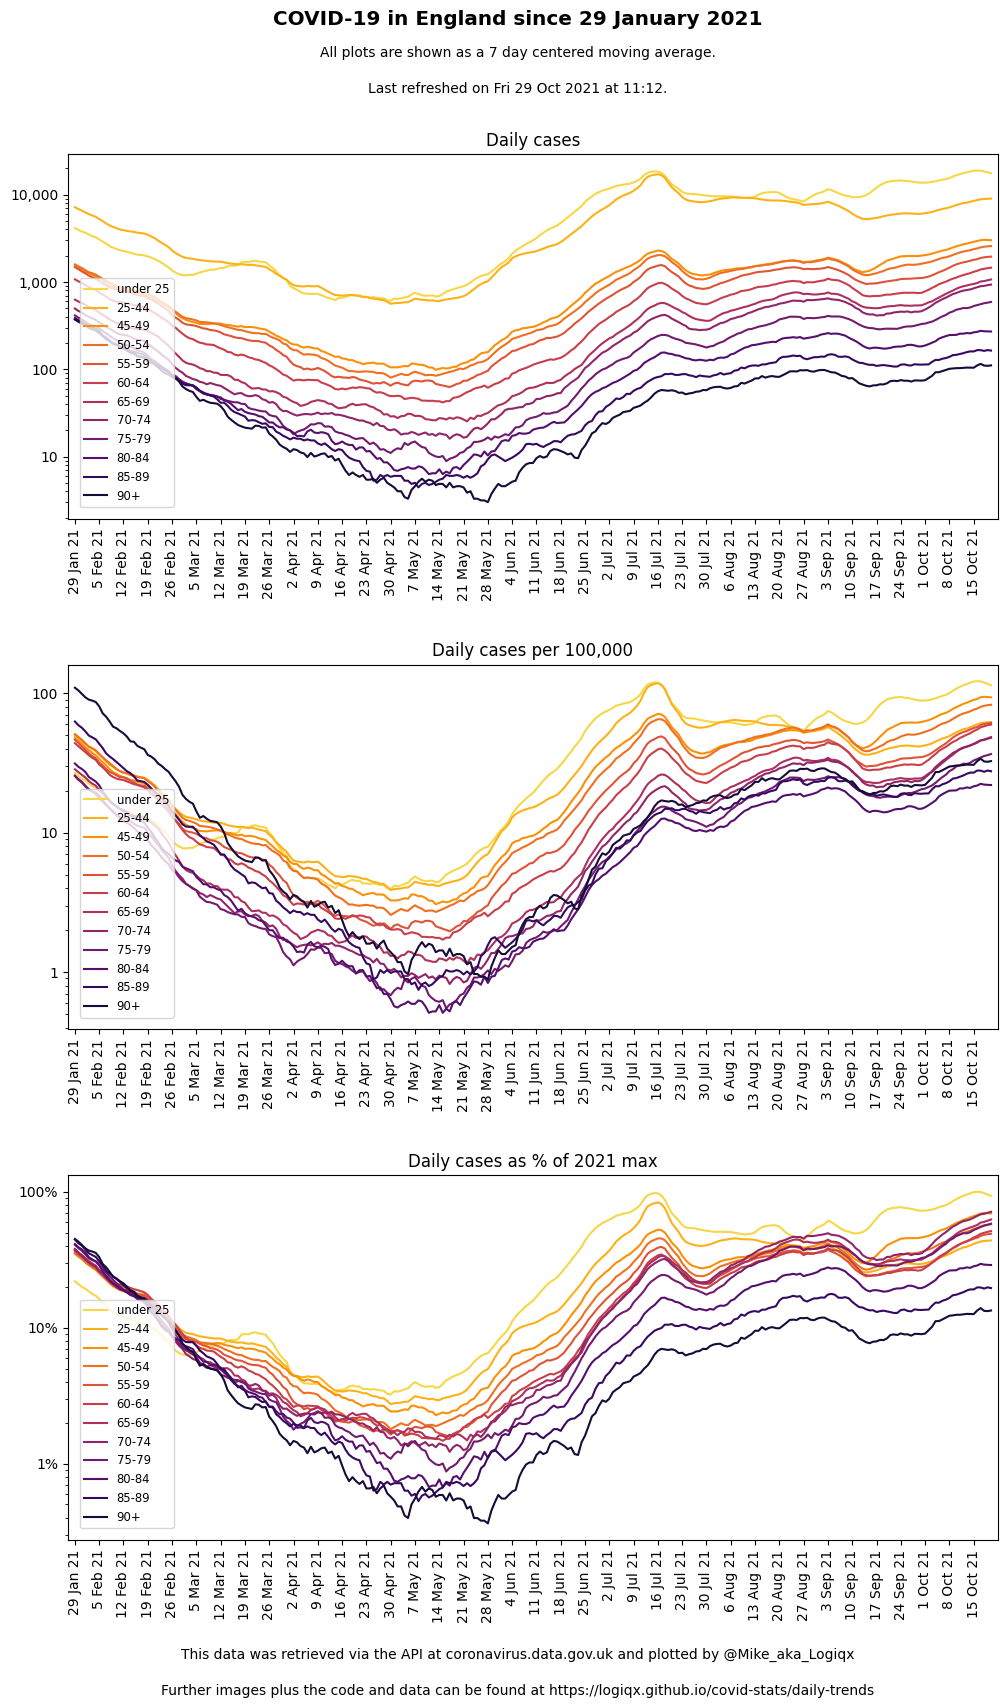 COVID-19 in England since 29 January 2021
All plots are shown as a 7 day centered moving average.
Last refreshed on Fri 29 Oct 2021 at 11:12.
Daily cases
10,000
1,000
100
10
under 25
25-44
45-49
50-54
55-59
60-64
65-69
70-74
75-79
80-84
85-89
90+
29 Jan 21
5 Feb 21
12 Feb 21
19 Feb 21
26 Feb 21
5 Mar 21
12 Mar 21
19 Mar 21
26 Mar 21
2 Apr 21
9 Apr 21
16 Apr 21
23 Apr 21
30 Apr 21
7 May 21
14 May 21
21 May 21
28 May 21
4 Jun 21
11 Jun 21
18 Jun 21
25 Jun 21
2 Jul 21
9 Jul 21
16 Jul 21
23 Jul 21
30 Jul 21
6 Aug 21
13 Aug 21
20 Aug 21
27 Aug 21
3 Sep 21
10 Sep 21
17 Sep 21
24 Sep 21
1 Oct 21
8 Oct 21
15 Oct 21
Daily cases per 100,000
100
10
1
under 25
25-44
45-49
50-54
55-59
60-64
65-69
70-74
75-79
80-84
85-89
90+
29 Jan 21
5 Feb 21
12 Feb 21
19 Feb 21
26 Feb 21
5 Mar 21
12 Mar 21
19 Mar 21
26 Mar 21
2 Apr 21
9 Apr 21
16 Apr 21
23 Apr 21
30 Apr 21
7 May 21
14 May 21
21 May 21
28 May 21
4 Jun 21
11 Jun 21
18 Jun 21
25 Jun 21
2 Jul 21
9 Jul 21
16 Jul 21
23 Jul 21
30 Jul 21
6 Aug 21
13 Aug 21
20 Aug 21
27 Aug 21
3 Sep 21
10 Sep 21
17 Sep 21
24 Sep 21
1 Oct 21
8 Oct 21
15 Oct 21
Daily cases as % of 2021 max
100%
10%
1%
under 25
25-44
45-49
50-54
55-59
60-64
65-69
70-74
75-79
80-84
85-89
90+
29 Jan 21
5 Feb 21
12 Feb 21
19 Feb 21
26 Feb 21
5 Mar 21
12 Mar 21
19 Mar 21
26 Mar 21
2 Apr 21
9 Apr 21
16 Apr 21
23 Apr 21
30 Apr 21
7 May 21
14 May 21
21 May 21
28 May 21
4 Jun 21
11 Jun 21
18 Jun 21
25 Jun 21
2 Jul 21
9 Jul 21
16 Jul 21
23 Jul 21
30 Jul 21
6 Aug 21
13 Aug 21
20 Aug 21
27 Aug 21
3 Sep 21
10 Sep 21
17 Sep 21
24 Sep 21
1 Oct 21
8 Oct 21
15 Oct 21
This data was retrieved via the API at coronavirus.data.gov.uk and plotted by @Mike_aka_Logiqx
Further images plus the code and data can be found at https://logiqx.github.io/covid-stats/daily-trends